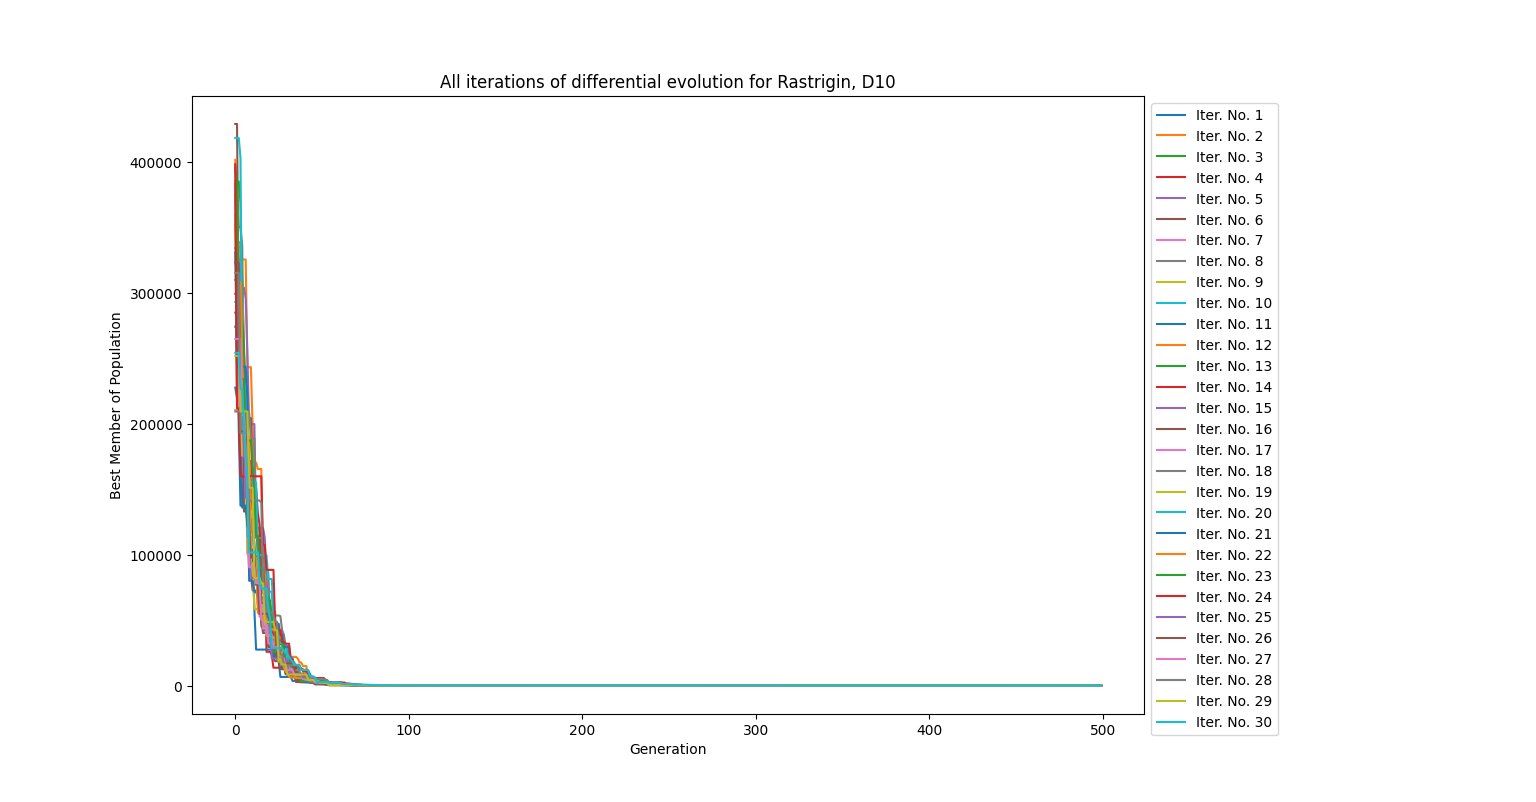 All iterations of differential evolution for Rastrigin, D10
Best Member of Population
400000
300000
200000
100000
0
0 100 200 300 400 500
Generation
Iter. No. 1
Iter. No. 2
Iter. No. 3
Iter. No. 4
Iter. No. 5
Iter. No. 6
Iter. No. 7
Iter. No. 8
Iter. No. 9
Iter. No. 10
Iter. No. 11
Iter. No. 12
Iter. No. 13
Iter. No. 14
Iter. No. 15
Iter. No. 16
Iter. No. 17
Iter. No. 18
Iter. No. 19
Iter. No. 20
Iter. No. 21
Iter. No. 22
Iter. No. 23
Iter. No. 24
Iter. No. 25
Iter. No. 26
Iter. No. 27
Iter. No. 28
Iter. No. 29
Iter. No. 30